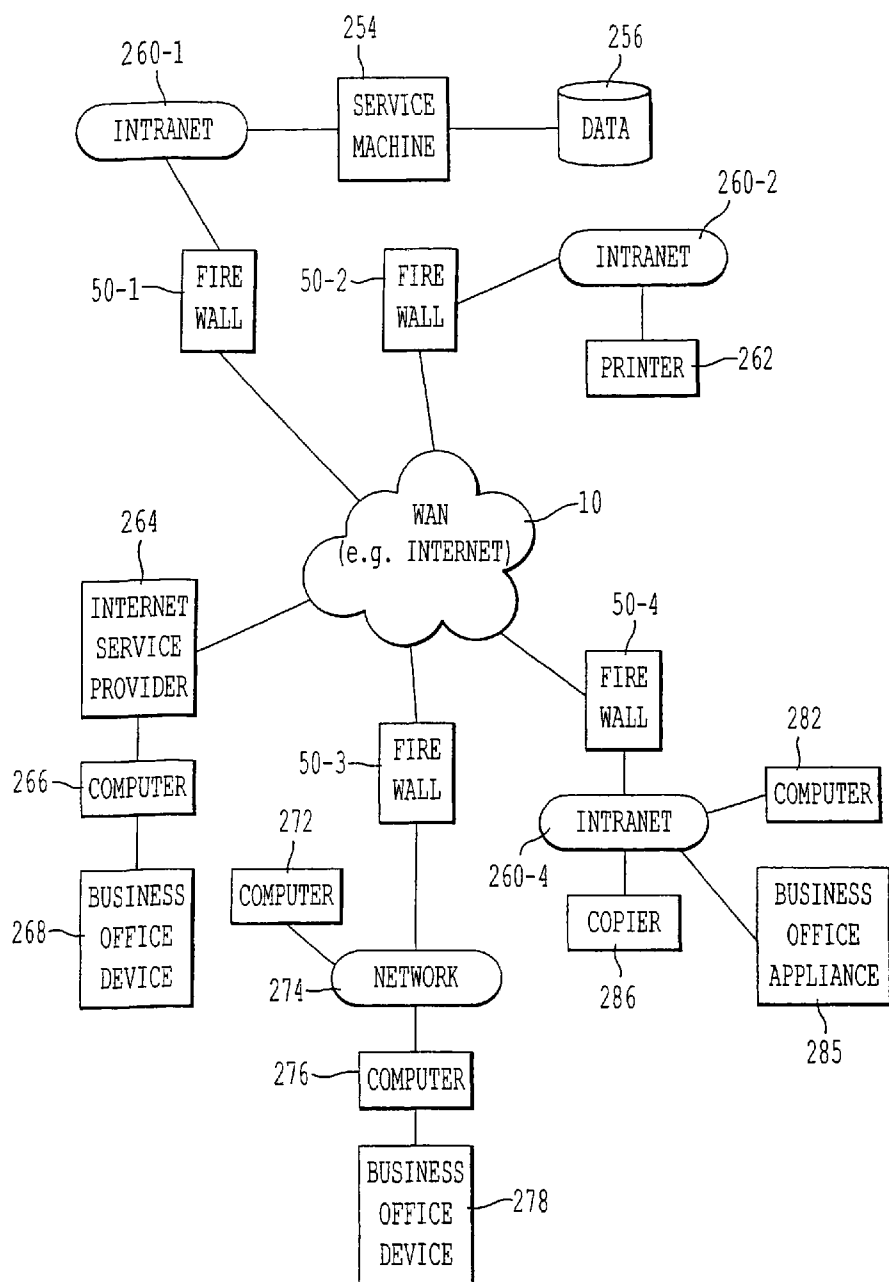 260-1
254
256
INTRANET
SERVICE
MACHINE
DATA
260-2
50-1
FIRE
WALL
50-2
FIRE
WALL
INTRANET
PRINTER
262
10
WAN
(e.g. INTERNET)
264
INTERNET
SERVICE
PROVIDER
50-4
FIRE
WALL
50-3
FIRE
WALL
282
266
COMPUTER
COMPUTER
INTRANET
260-4
272
COMPUTER
268
BUSINESS
OFFICE
DEVICE
COPIER
286
BUSINESS
OFFICE
APPLIANCE
285
274
NETWORK
276
COMPUTER
BUSINESS
OFFICE
DEVICE
278